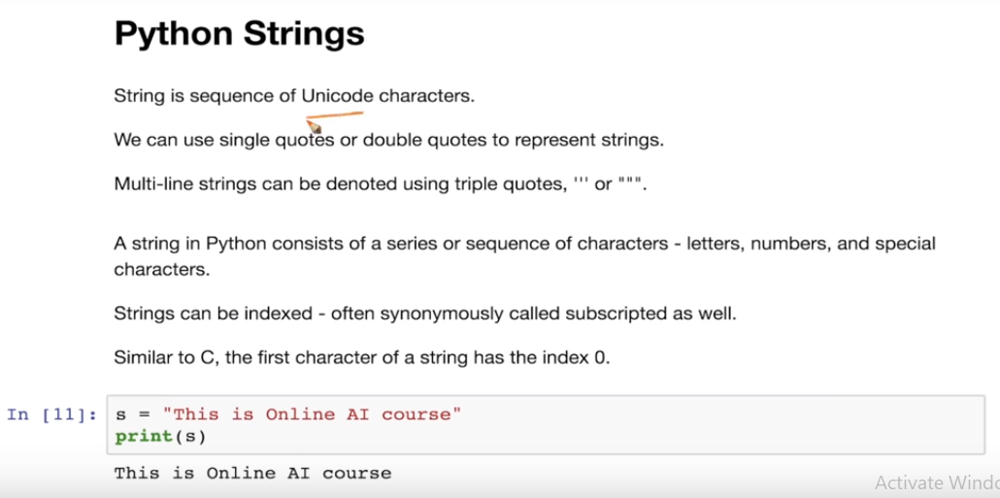 Python Strings
String is sequence of Unicode characters.
We can use single quotes or double quotes to represent strings.
Multi-line strings can be denoted using triple quotes, ''' or """.
A string in Python consists of a series or sequence of characters - letters, numbers, and special
characters.
Strings can be indexed - often synonymously called subscripted as well.
Similar to C, the first character of a string has the index 0.
In [11]: s = "This is Online AI course"
print(s)
This is Online AI course
Activate Windo